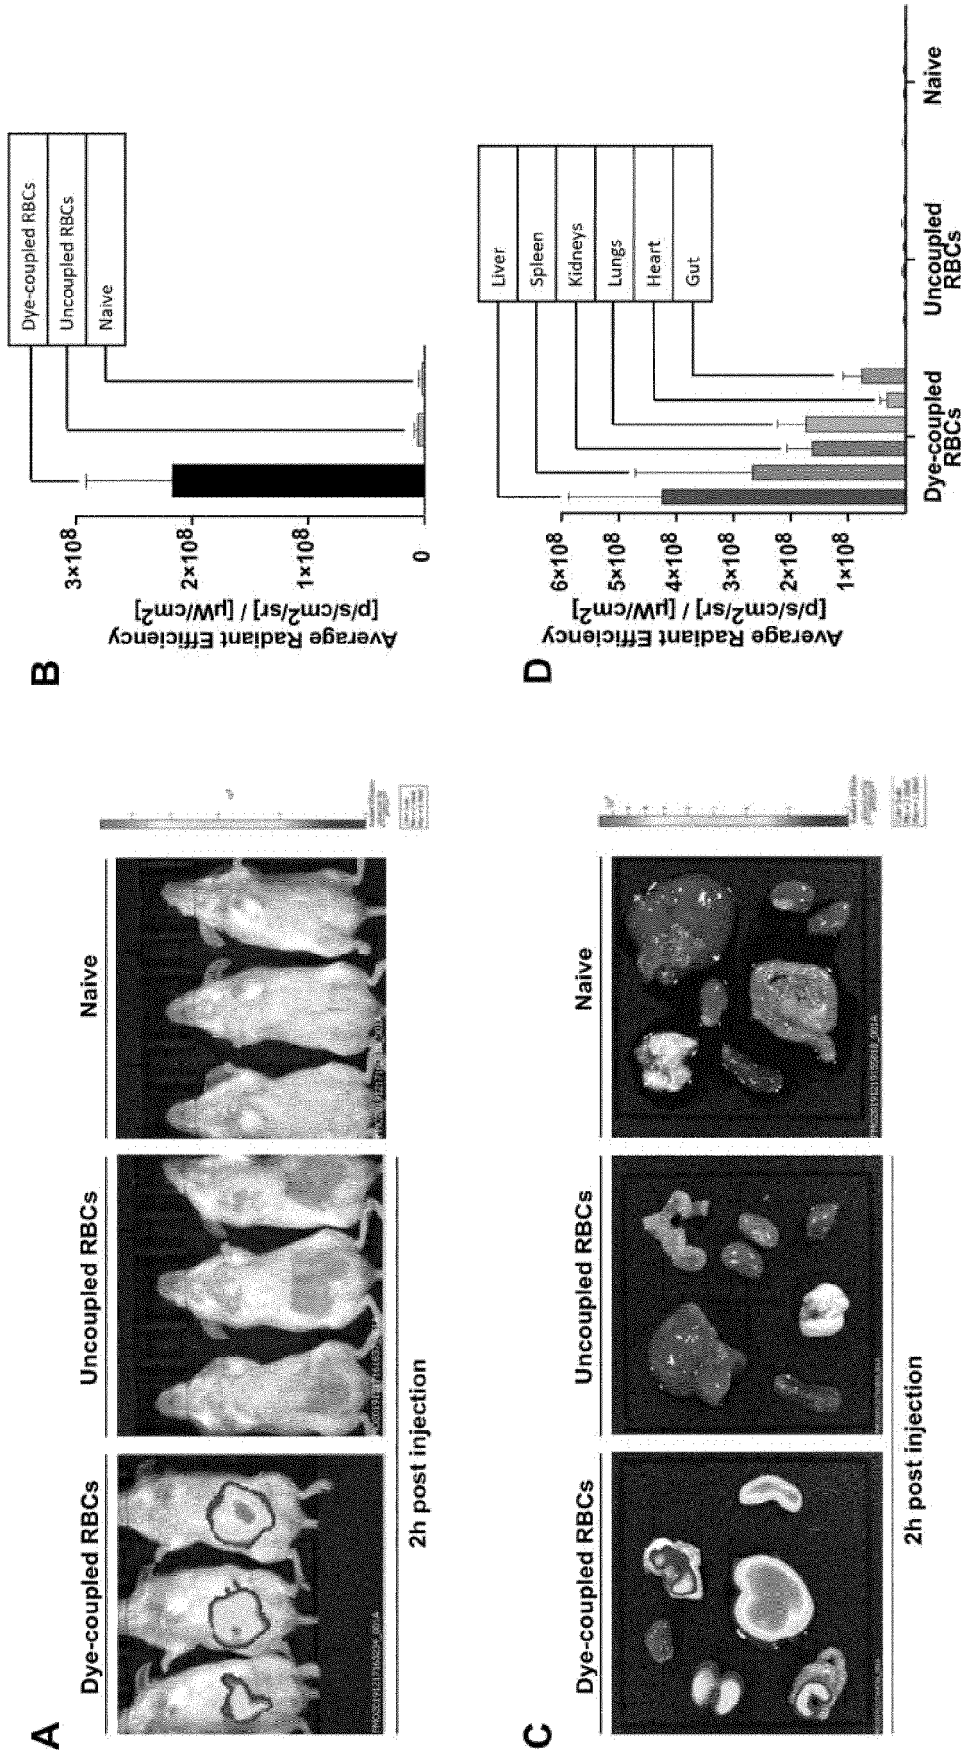 A
Dye-coupled RBCs
Uncoupled RBCs
Naive
2h post injection
B
Average Radiant Efficiency
[p/s/cm2/sr] / [µW/cm2]
3×10⁸
2×10⁸
1×10⁸
0
Dye-coupled RBCs
Uncoupled RBCs
Naive
C
Dye-coupled RBCs
Uncoupled RBCs
Naive
2h post injection
D
Average Radiant Efficiency
[p/s/cm2/sr] / [µW/cm2]
6×10⁸
5×10⁸
4×10⁸
3×10⁸
2×10⁸
1×10⁸
Liver
Spleen
Kidneys
Lungs
Heart
Gut
Dye-coupled
RBCs
Uncoupled
RBCs
Naive